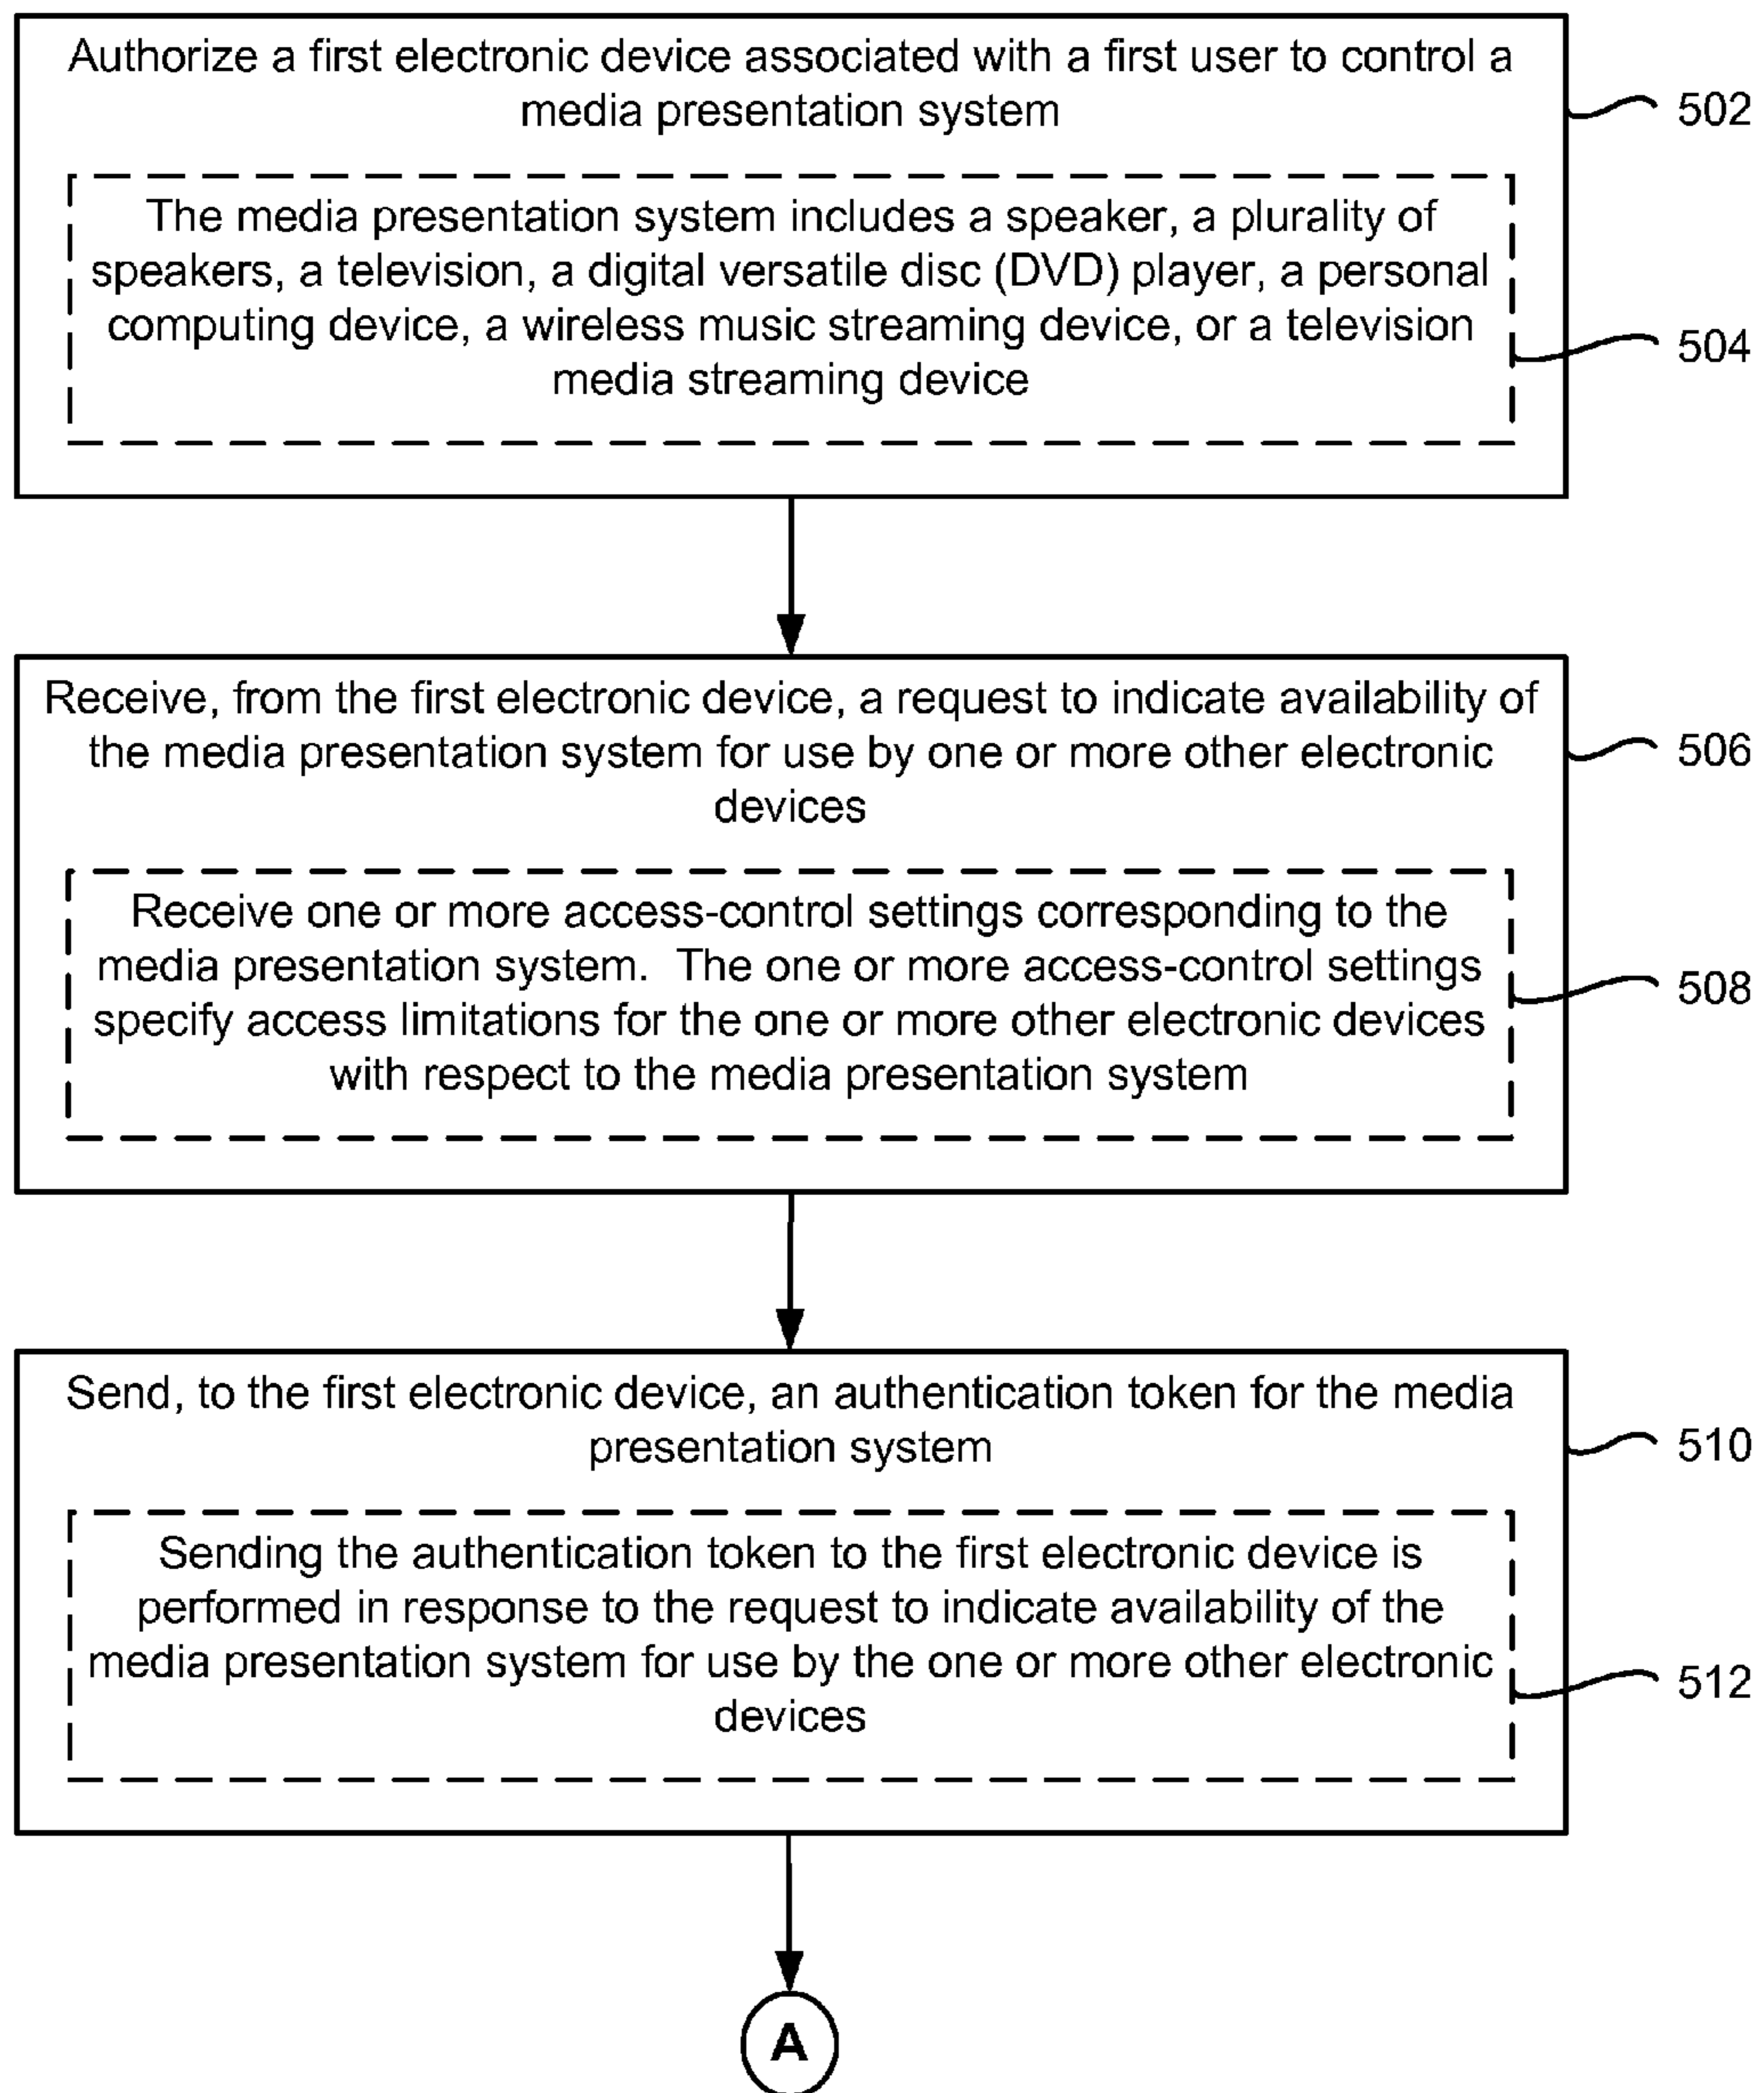 Authorize a first electronic device associated with a first user to control a
media presentation system
502
The media presentation system includes a speaker, a plurality of
speakers, a television, a digital versatile disc (DVD) player, a personal
computing device, a wireless music streaming device, or a television
media streaming device
504
Receive, from the first electronic device, a request to indicate availability of
the media presentation system for use by one or more other electronic
devices
506
Receive one or more access-control settings corresponding to the
media presentation system.  The one or more access-control settings
specify access limitations for the one or more other electronic devices
with respect to the media presentation system
508
Send, to the first electronic device, an authentication token for the media
presentation system
510
Sending the authentication token to the first electronic device is
performed in response to the request to indicate availability of the
media presentation system for use by the one or more other electronic
devices
512
A